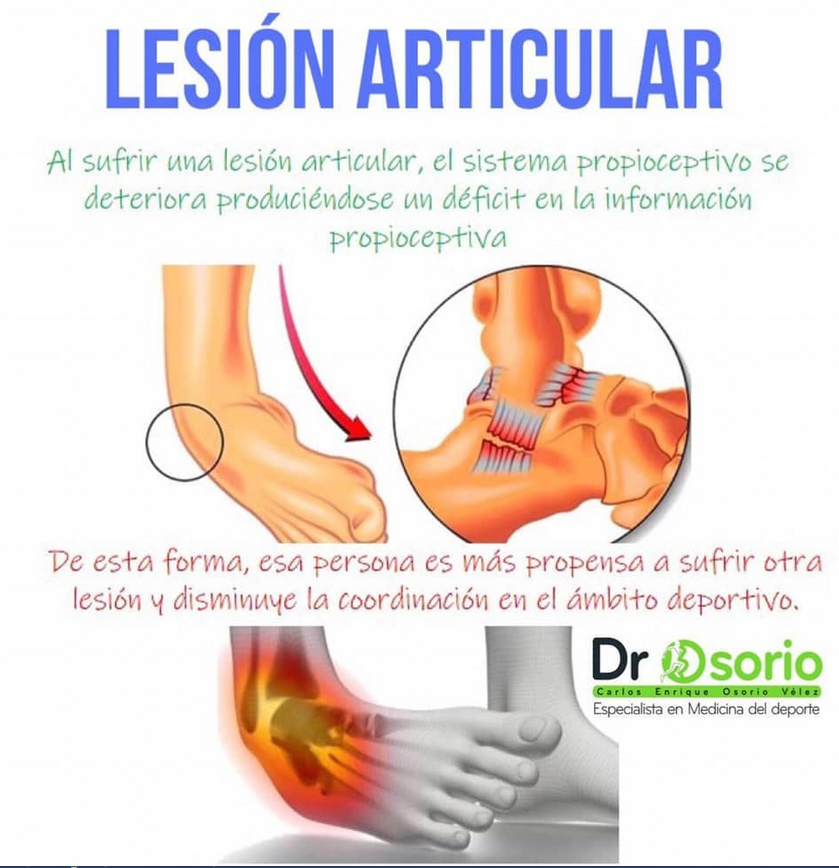 LESIÓN ARTICULAR
Al sufrir una lesión articular, el sistema propioceptivo se
deteriora produciéndose un déficit en la información
propioceptiva
De esta forma, esa persona es más propensa a sufrir otra
lesión y disminuye la coordinación en el ámbito deportivo.
Dr Osorio
Carlos Enrique Osorio Vélez
Especialista en Medicina del deporte